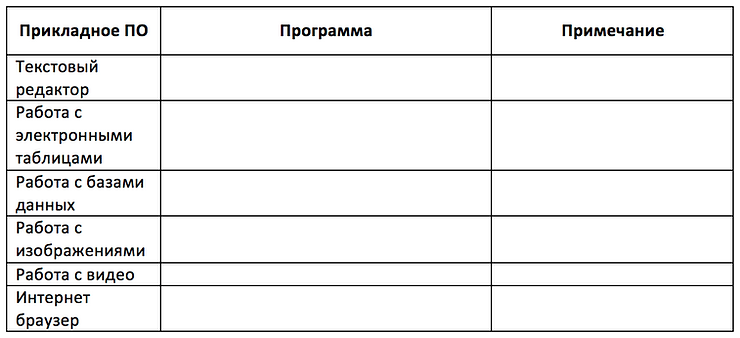 Прикладное ПО Программа Примечание
Текстовый
редактор
Работа с
электронными
таблицами
Работа с базами
данных
Работа с
изображениями
Работа с видео
Интернет
браузер